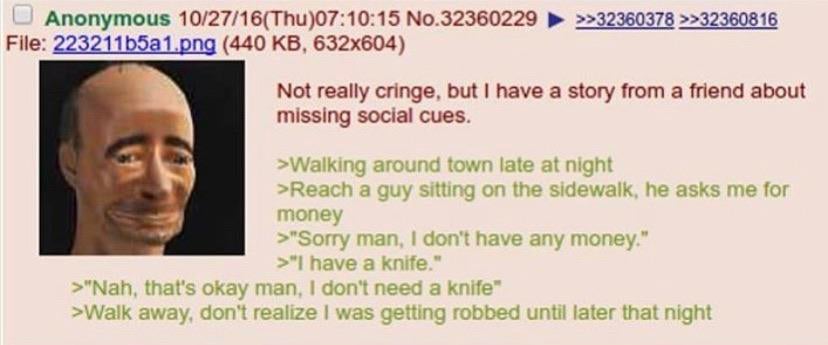 Anonymous 10/27/16(Thu)07:10:15 No.32360229 ▶ >>32360378 >>32360816
File: 223211b5a1.png (440 KB, 632x604)
Not really cringe, but I have a story from a friend about
missing social cues.
>Walking around town late at night
>Reach a guy sitting on the sidewalk, he asks me for
money
>"Sorry man, I don't have any money."
>"I have a knife."
>"Nah, that's okay man, I don't need a knife"
>Walk away, don't realize I was getting robbed until later that night